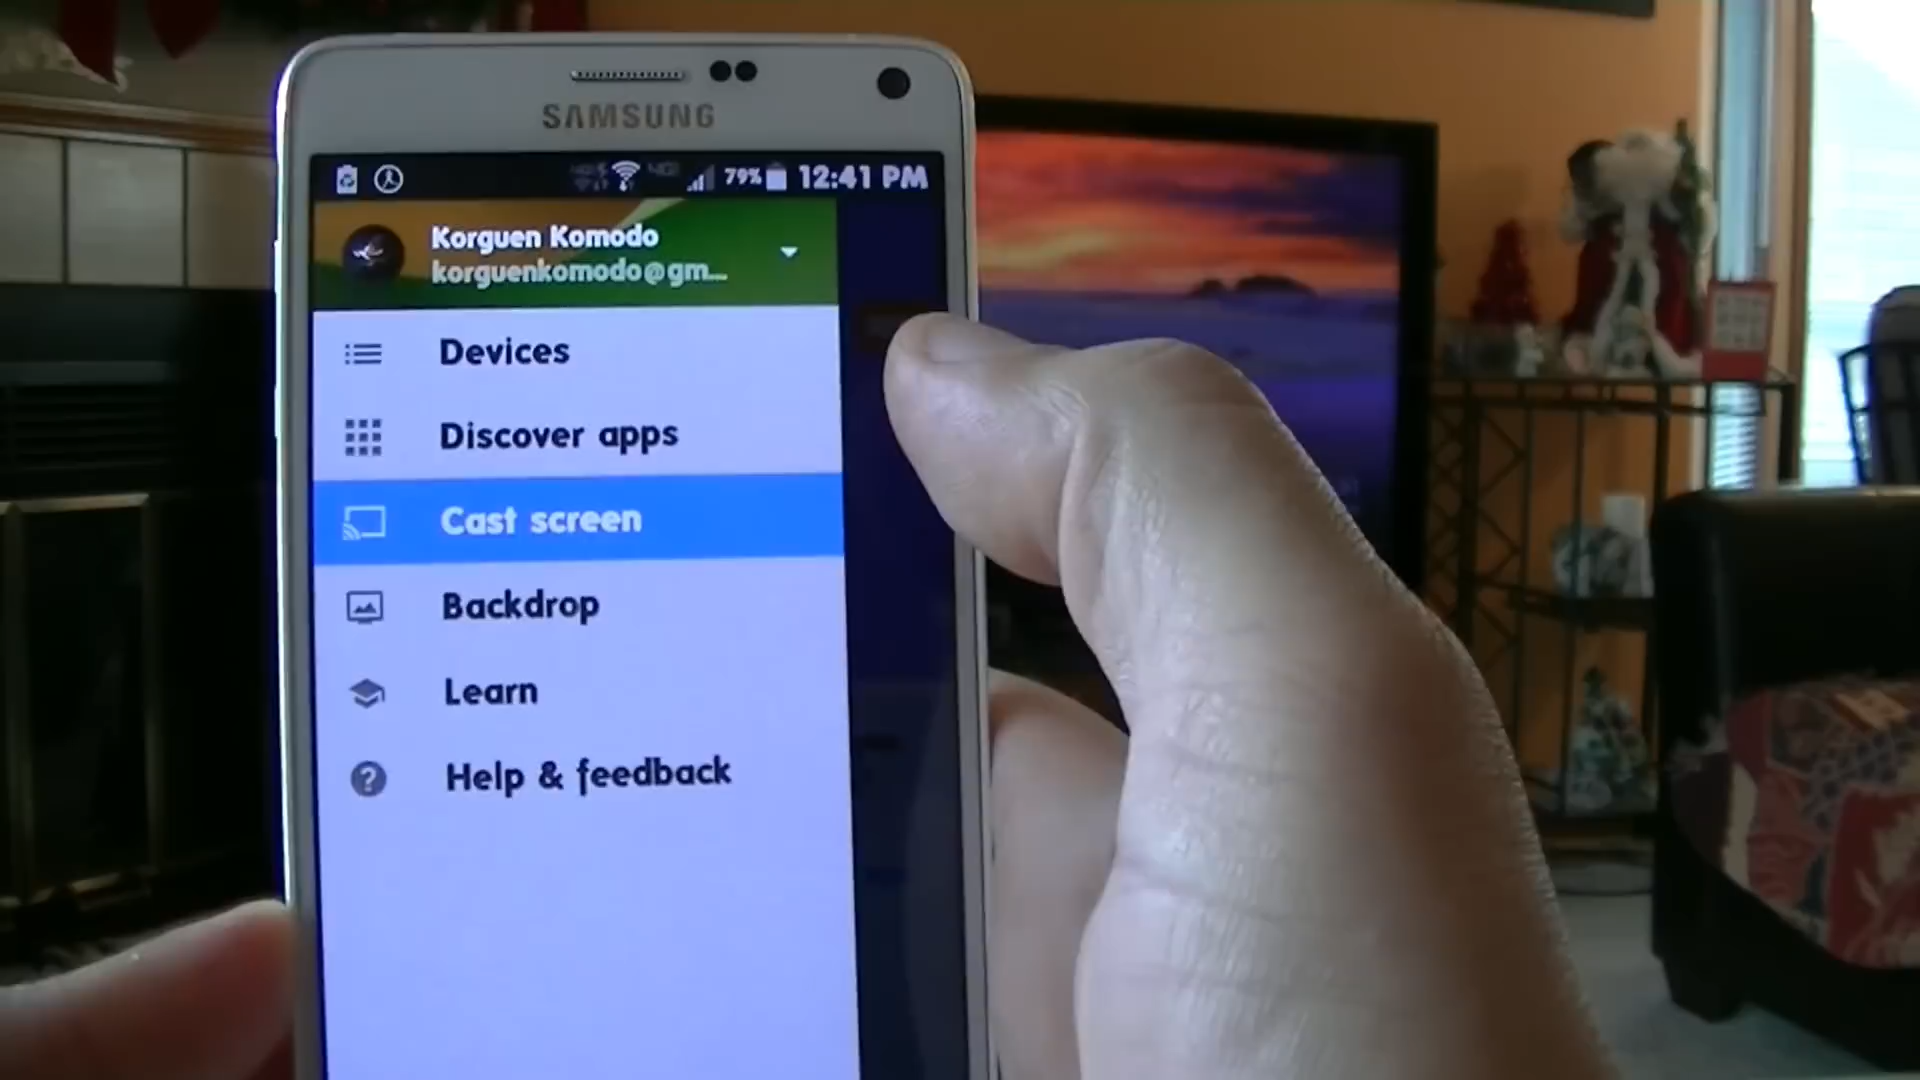 SAMSUNG
79% 12:41 PM
Korguen Komodo
korguenkomodo@gm...
Devices
Discover apps
Cast screen
Backdrop
Learn
Help & feedback